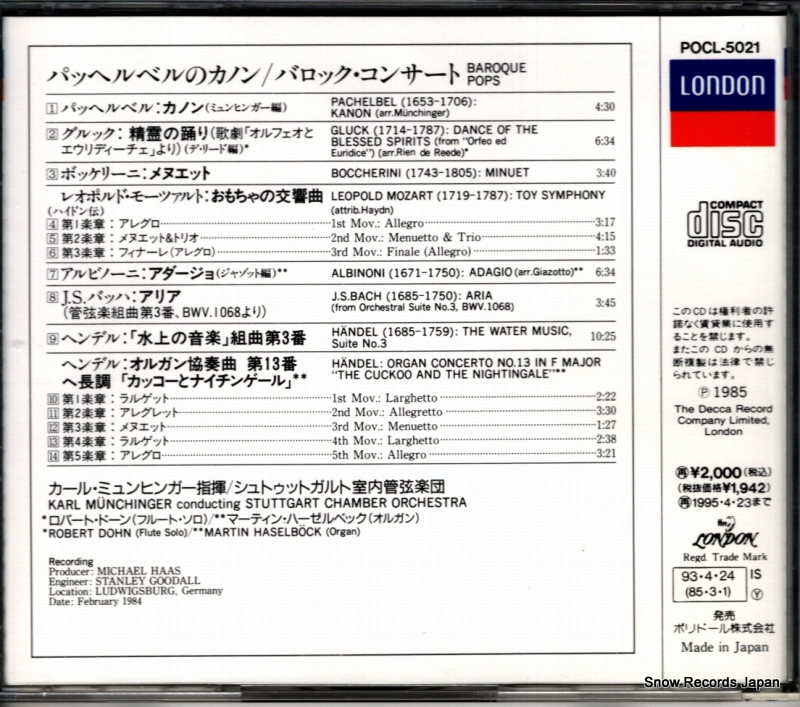 パッヘルベルのカノン/バロック・コンサート BAROQUE POPS
1 パッヘルベル:カノン(ミュンヒンガー編) PACHELBEL (1653-1706): KANON (arr.Münchinger) 4:30
2 グルック: 精霊の踊り(歌劇「オルフェオと
エウリディーチェ」より)(デ・リード編)*
GLUCK (1714-1787): DANCE OF THE
BLESSED SPIRITS (from "Orfeo ed
Euridice") (arr.Rien de Reede)*
6:34
3 ボッケリーニ:メヌエット BOCCHERINI (1743-1805): MINUET 3:40
レオポルド・モーツァルト:おもちゃの交響曲
(ハイドン伝)
LEOPOLD MOZART (1719-1787): TOY SYMPHONY
(attrib.Haydn)
4 第1楽章: アレグロ 1st Mov.: Allegro 3:17
5 第2楽章: メヌエット&トリオ 2nd Mov.: Menuetto & Trio 4:15
6 第3楽章: フィナーレ(アレグロ) 3rd Mov.: Finale (Allegro) 1:33
7 アルビノーニ:アダージョ(ジャゾット編)** ALBINONI (1671-1750): ADAGIO (arr.Giazotto)** 6:34
8 J.S.バッハ:アリア
(管弦楽組曲第3番、BWV.1068より)
J.S.BACH (1685-1750): ARIA
(from Orchestral Suite No.3, BWV.1068)
3:45
9 ヘンデル:「水上の音楽」組曲第3番 HÄNDEL (1685-1759): THE WATER MUSIC,
Suite No.3
10:25
ヘンデル:オルガン協奏曲 第13番
ヘ長調「カッコーとナイチンゲール」**
HÄNDEL: ORGAN CONCERTO NO.13 IN F MAJOR
"THE CUCKOO AND THE NIGHTINGALE"**
10 第1楽章: ラルゲット 1st Mov.: Larghetto 2:22
11 第2楽章: アレグレット 2nd Mov.: Allegretto 3:30
12 第3楽章: メヌエット 3rd Mov.: Menuetto 1:27
13 第4楽章: ラルゲット 4th Mov.: Larghetto 2:38
14 第5楽章: アレグロ 5th Mov.: Allegro 3:21
カール・ミュンヒンガー指揮/シュトゥットガルト室内管弦楽団
KARL MÜNCHINGER conducting STUTTGART CHAMBER ORCHESTRA
*ロバート・ドーン(フルート・ソロ)/**マーティン・ハーゼルベック(オルガン)
*ROBERT DOHN (Flute Solo)/**MARTIN HASELBÖCK (Organ)
Recording
Producer: MICHAEL HAAS
Engineer: STANLEY GOODALL
Location: LUDWIGSBURG, Germany
Date: February 1984
POCL-5021
LONDON
COMPACT
disc
DIGITAL AUDIO
このCDは権利者の許
諾なく賃貸業に使用す
ることを禁じます。
またこの CD からの無
断複製は法律で禁じ
られています。
Ⓟ 1985
The Decca Record
Company Limited,
London
再¥2,000(税込)
(税抜価格¥1,942)
再1995・4・23まで
LONDON
Regd. Trade Mark
93・4・24 IS
(85・3・1) Ⓨ
発売
ポリドール株式会社
Made in Japan
Snow Records Japan